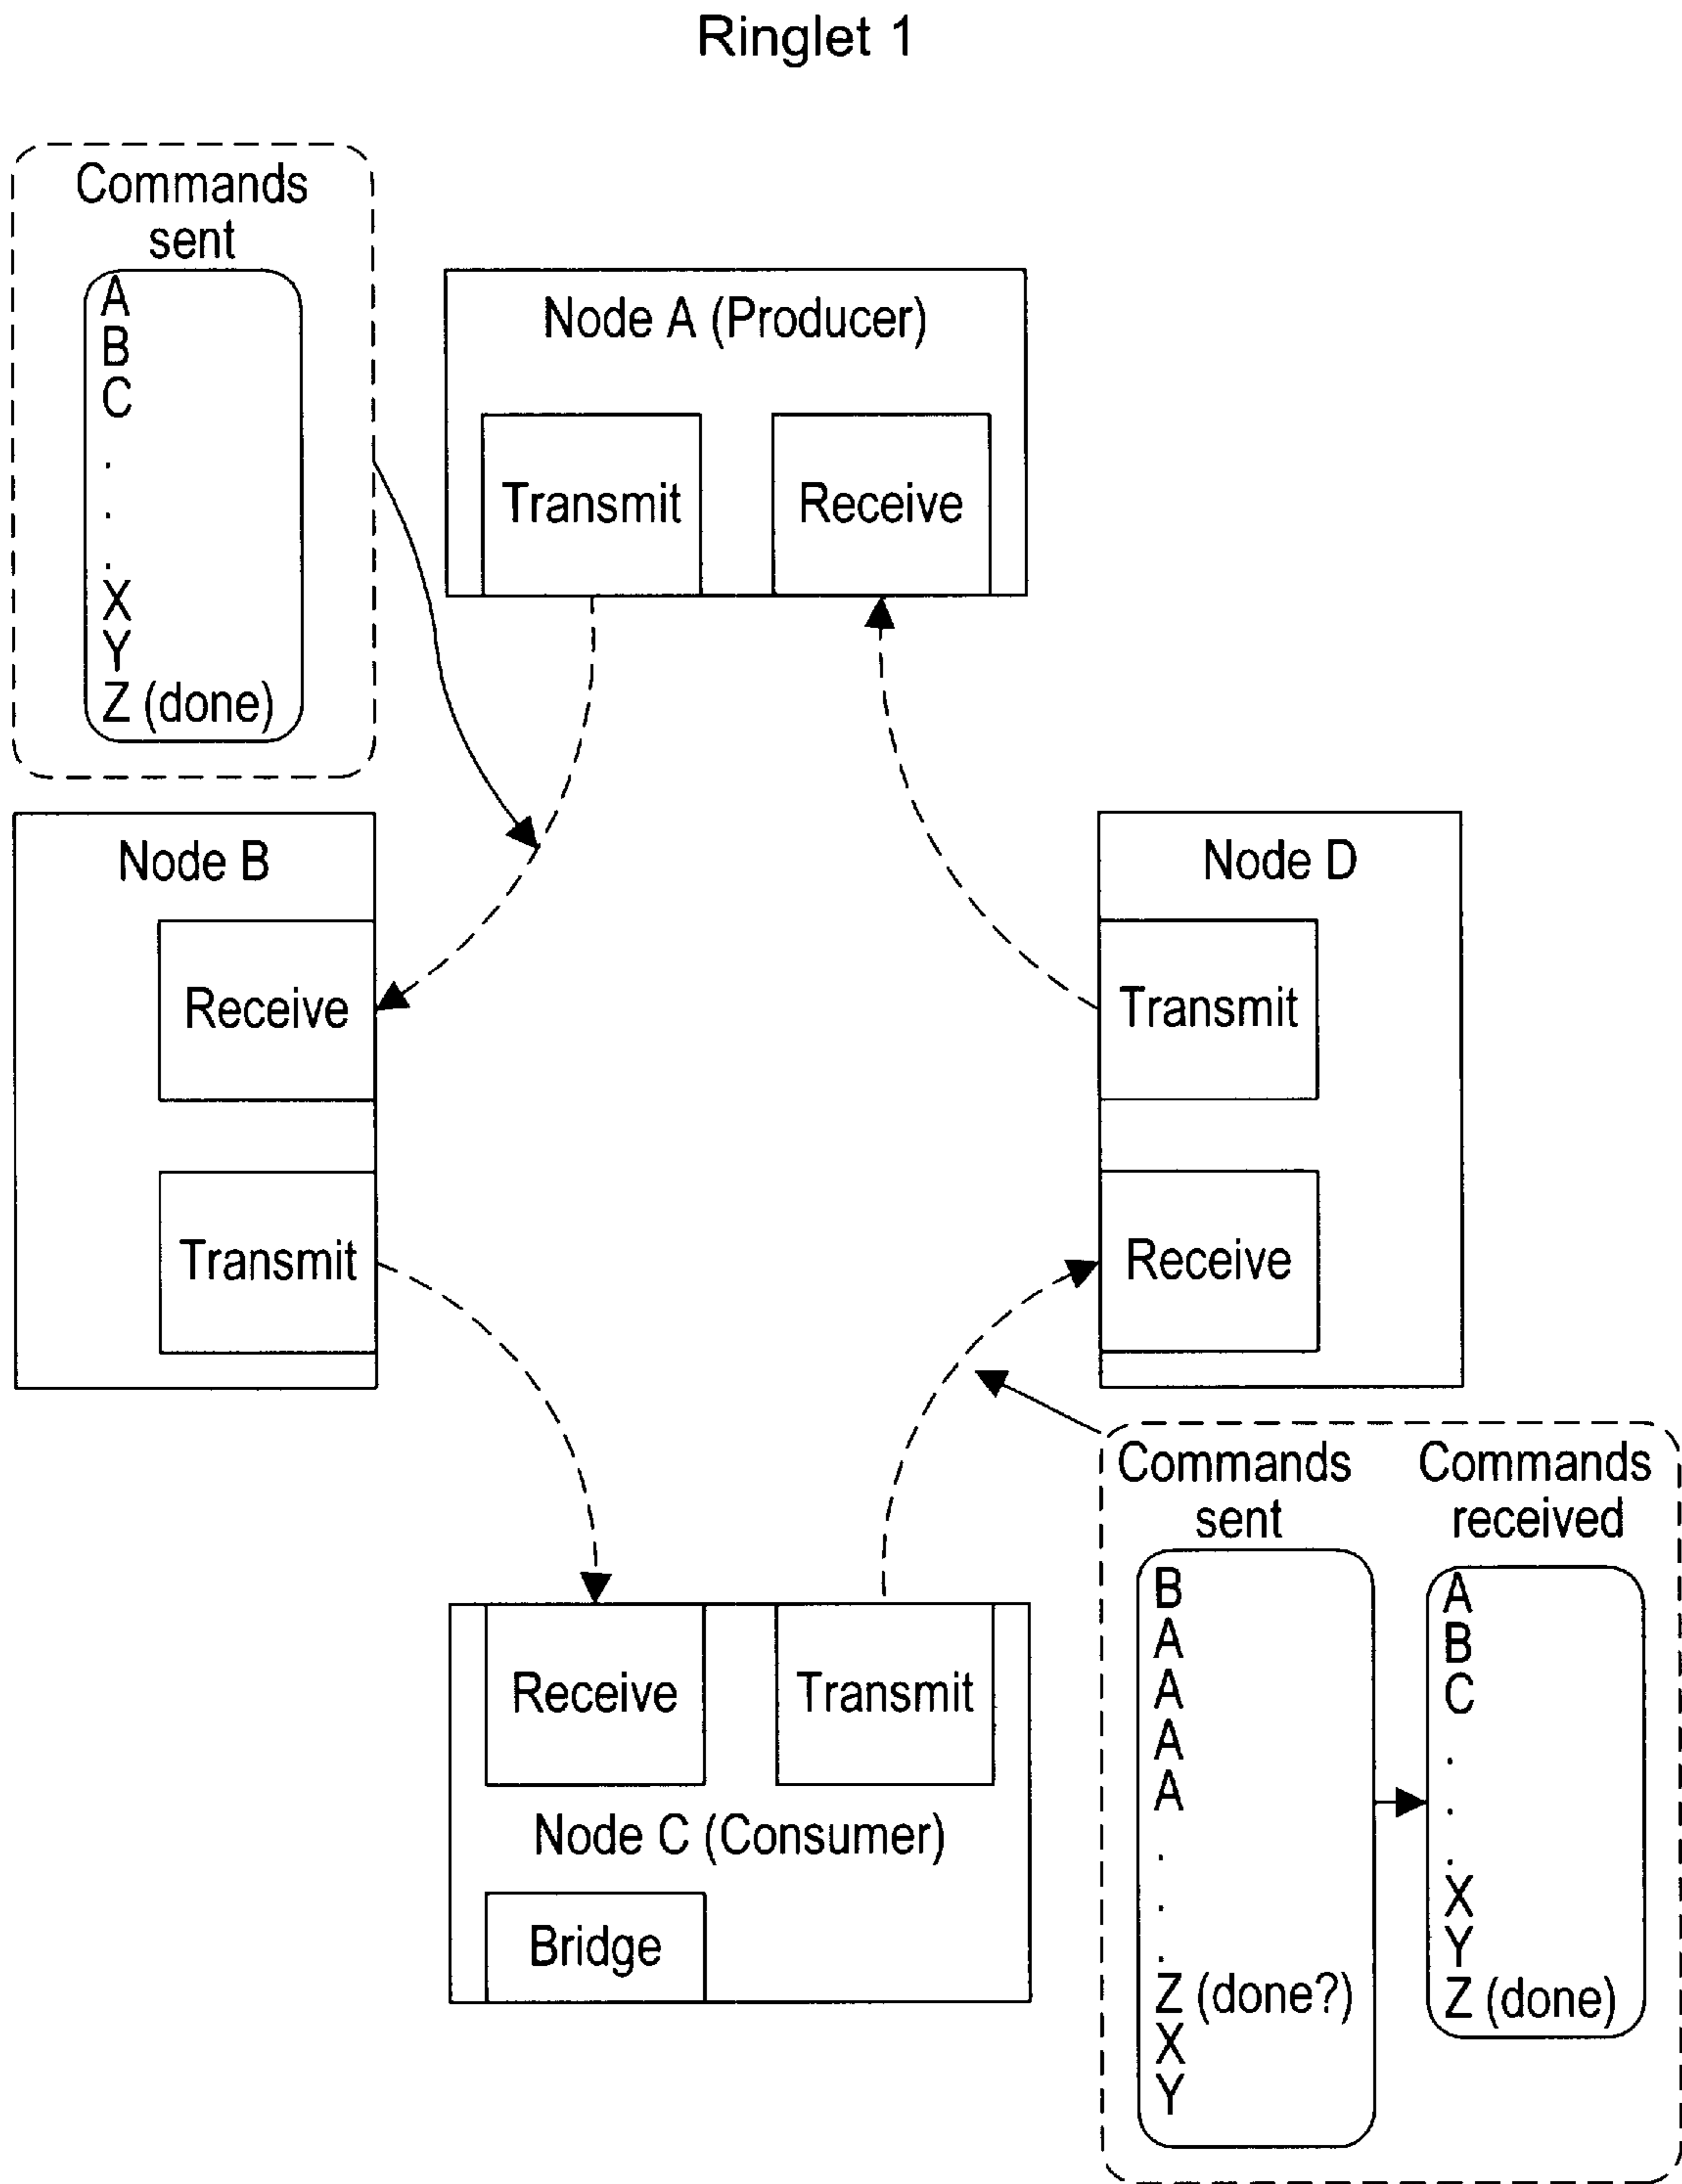 Ringlet 1
Commands
sent
A
B
C
.
.
.
X
Y
Z (done)
Node A (Producer)
Transmit
Receive
Node B
Receive
Transmit
Node D
Transmit
Receive
Receive
Transmit
Node C (Consumer)
Bridge
Commands
sent
B
A
A
A
A
.
.
.
Z (done?)
X
Y
Commands
received
A
B
C
.
.
.
X
Y
Z (done)